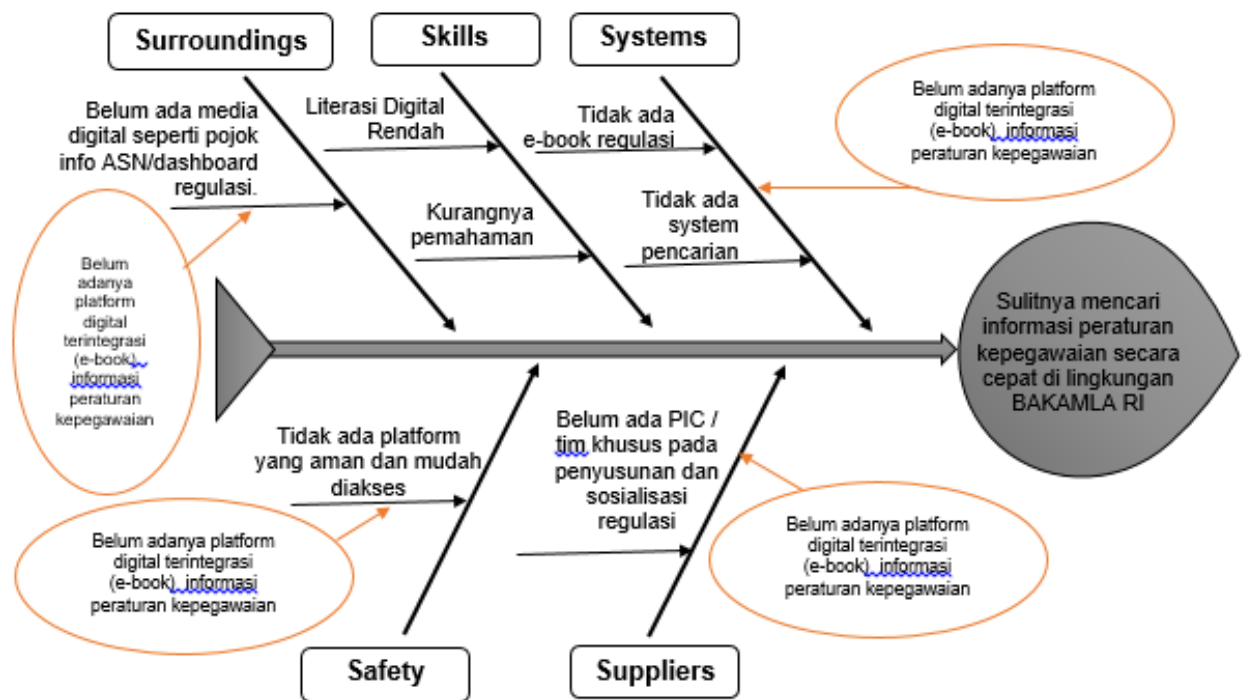 Surroundings
Skills
Systems
Belum ada media
digital seperti pojok
info ASN/dashboard
regulasi.
Literasi Digital
Rendah
Kurangnya
pemahaman
Tidak ada
e-book regulasi
Tidak ada
system
pencarian
Belum adanya platform
digital terintegrasi
(e-book) informasi
peraturan kepegawaian
Belum
adanya
platform
digital
terintegrasi
(e-book)
informasi
peraturan
kepegawaian
Sulitnya mencari
informasi peraturan
kepegawaian secara
cepat di lingkungan
BAKAMLA RI
Tidak ada platform
yang aman dan mudah
diakses
Belum ada PIC /
tim khusus pada
penyusunan dan
sosialisasi
regulasi
Belum adanya platform
digital terintegrasi
(e-book) informasi
peraturan kepegawaian
Belum adanya platform
digital terintegrasi
(e-book) informasi
peraturan kepegawaian
Safety
Suppliers